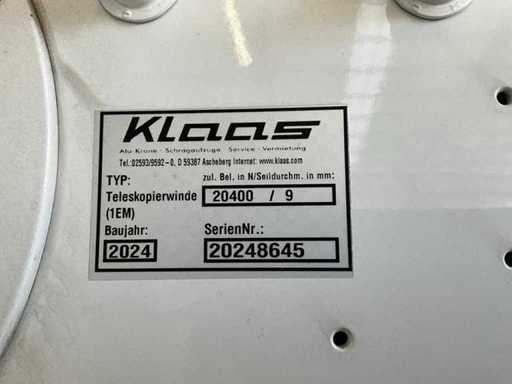 Klaas
Alu-Krane · Schrägaufzüge · Service · Vermietung
Tel.:02593/9592-0, D 59387 Ascheberg Internet: www.klaas.com
TYP: zul. Bel. in N/Seildurchm. in mm:
Teleskopierwinde 20400 / 9
(1EM)
Baujahr: SerienNr.:
2024 20248645